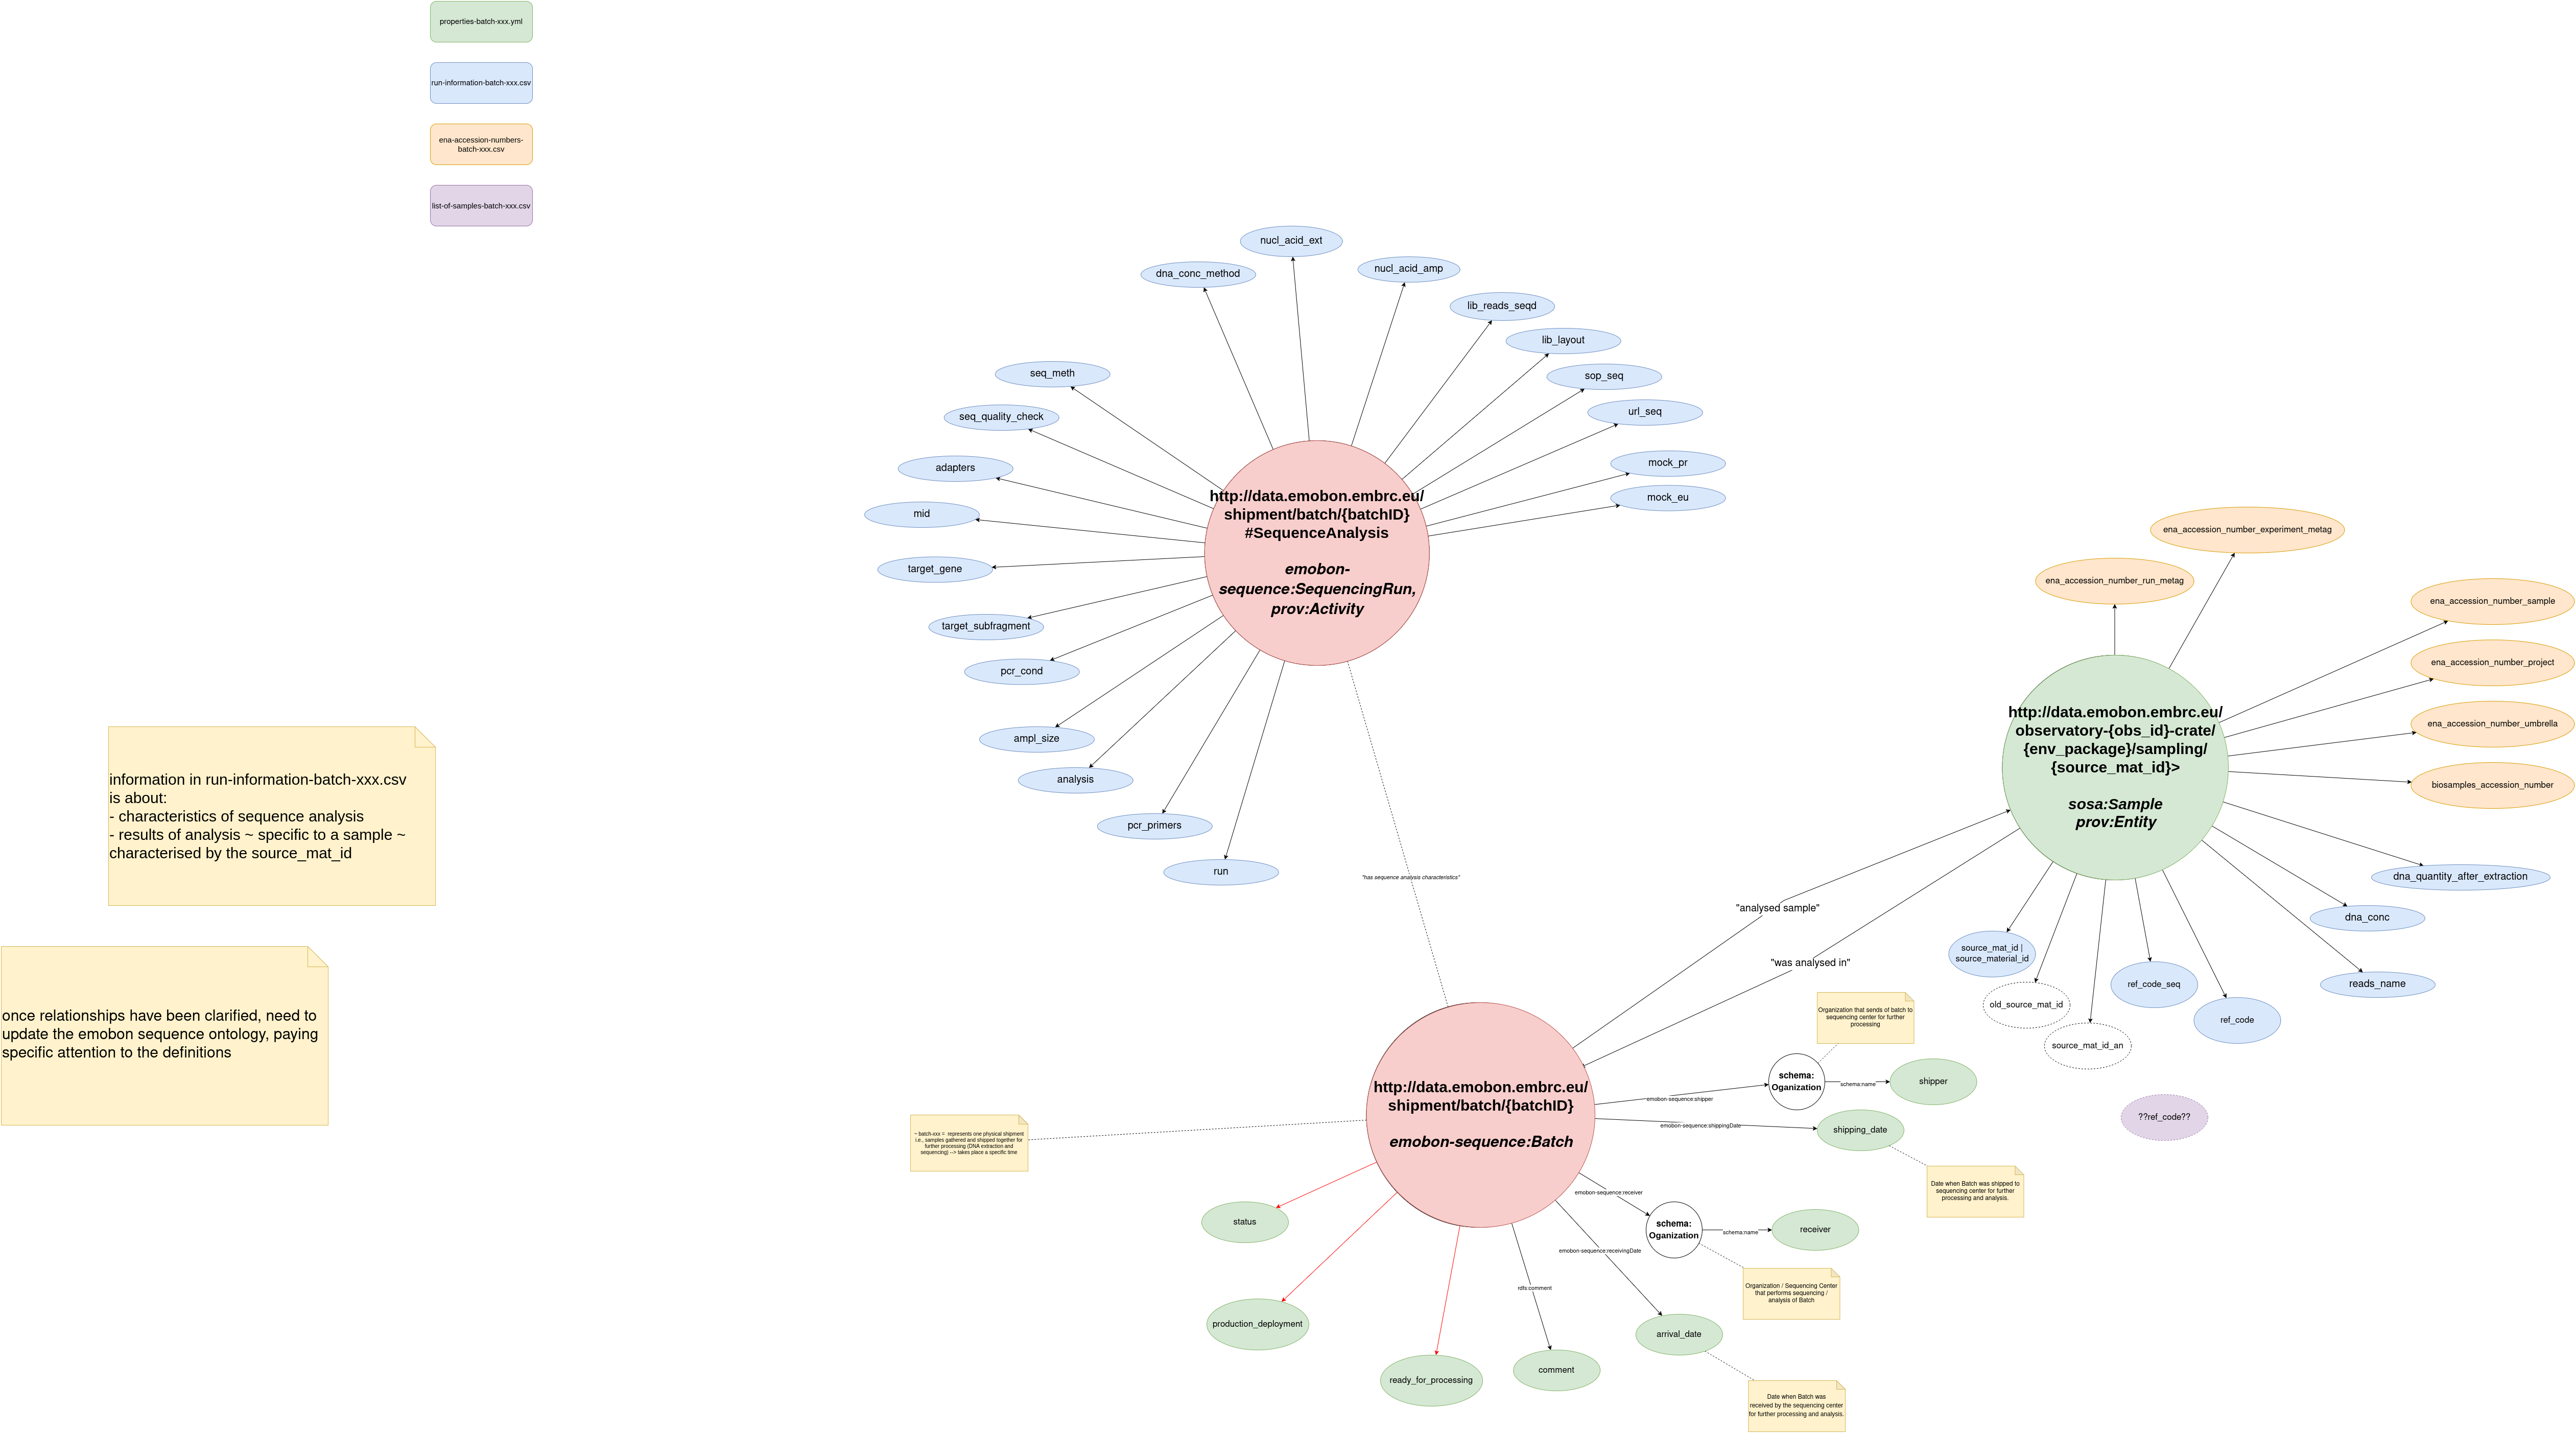 properties-batch-xxx.yml
run-information-batch-xxx.csv
ena-accession-numbers-
batch-xxx.csv
list-of-samples-batch-xxx.csv
nucl_acid_ext
dna_conc_method
nucl_acid_amp
lib_reads_seqd
lib_layout
seq_meth
sop_seq
url_seq
seq_quality_check
adapters
mock_pr
mock_eu
mid
target_gene
target_subfragment
pcr_cond
ampl_size
analysis
pcr_primers
run
http://data.emobon.embrc.eu/
shipment/batch/{batchID}
#SequenceAnalysis
emobon-
sequence:SequencingRun,
prov:Activity
ena_accession_number_experiment_metag
ena_accession_number_run_metag
ena_accession_number_sample
ena_accession_number_project
ena_accession_number_umbrella
biosamples_accession_number
http://data.emobon.embrc.eu/
observatory-{obs_id}-crate/
{env_package}/sampling/
{source_mat_id}>
sosa:Sample
prov:Entity
dna_quantity_after_extraction
dna_conc
reads_name
source_mat_id |
source_material_id
old_source_mat_id
source_mat_id_an
ref_code_seq
ref_code
??ref_code??
information in run-information-batch-xxx.csv
is about:
- characteristics of sequence analysis
- results of analysis ~ specific to a sample ~
characterised by the source_mat_id
once relationships have been clarified, need to
update the emobon sequence ontology, paying
specific attention to the definitions
"has sequence analysis characteristics"
"analysed sample"
"was analysed in"
http://data.emobon.embrc.eu/
shipment/batch/{batchID}
emobon-sequence:Batch
~ batch-xxx = represents one physical shipment
i.e., samples gathered and shipped together for
further processing (DNA extraction and
sequencing) --> takes place a specific time
Organization that sends of batch to
sequencing center for further
processing
emobon-sequence:shipper
schema:
Oganization
schema:name
shipper
emobon-sequence:shippingDate
shipping_date
Date when Batch was shipped to
sequencing center for further
processing and analysis.
emobon-sequence:receiver
schema:
Oganization
schema:name
receiver
Organization / Sequencing Center
that performs sequencing /
analysis of Batch
emobon-sequence:receivingDate
arrival_date
Date when Batch was
received by the sequencing center
for further processing and analysis.
rdfs:comment
comment
status
production_deployment
ready_for_processing